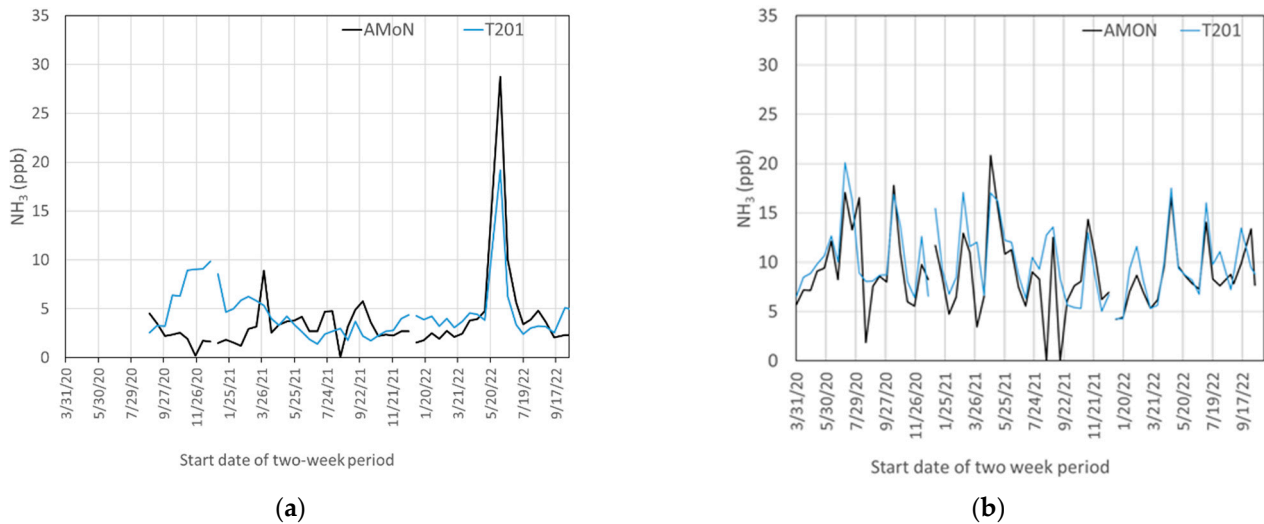 35
30
25
20
15
10
5
0
NH3 (ppb)
AMoN T201
3/31/20 5/30/20 7/29/20 9/27/20 11/26/20 1/25/21 3/26/21 5/25/21 7/24/21 9/22/21 11/21/21 1/20/22 3/21/22 5/20/22 7/19/22 9/17/22
Start date of two-week period
(a)
35
30
25
20
15
10
5
0
NH3 (ppb)
AMON T201
3/31/20 5/30/20 7/29/20 9/27/20 11/26/20 1/25/21 3/26/21 5/25/21 7/24/21 9/22/21 11/21/21 1/20/22 3/21/22 5/20/22 7/19/22 9/17/22
Start date of two week period
(b)